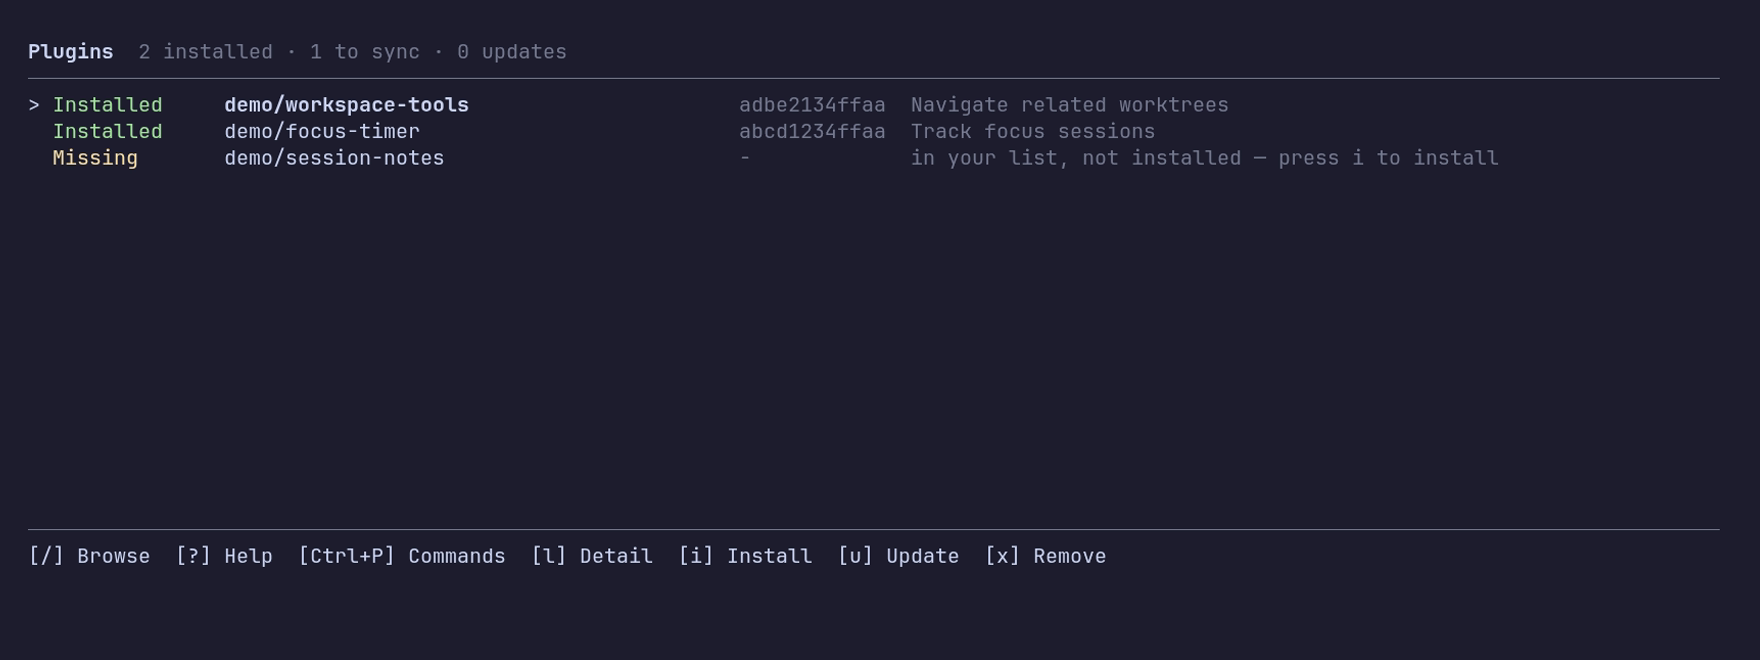 Plugins  2 installed · 1 to sync · 0 updates
> Installed     demo/workspace-tools     adbe2134ffaa  Navigate related worktrees
Installed     demo/focus-timer     abcd1234ffaa  Track focus sessions
Missing     demo/session-notes     -     in your list, not installed — press i to install
[/] Browse  [?] Help  [Ctrl+P] Commands  [l] Detail  [i] Install  [u] Update  [x] Remove